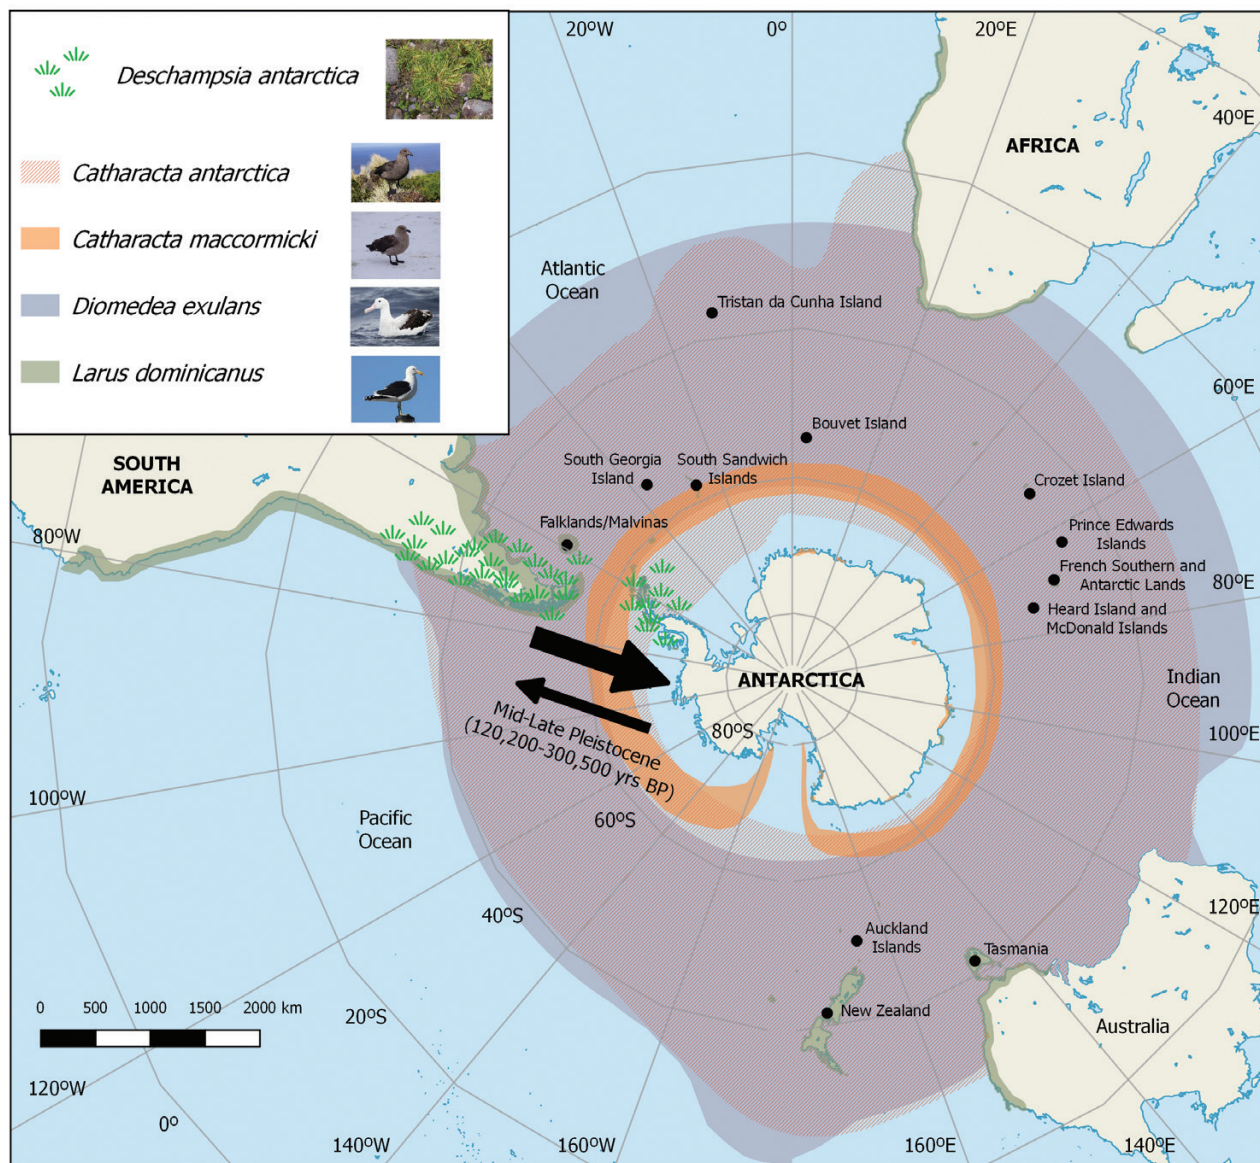 Deschampsia antarctica
Catharacta antarctica
Catharacta maccormicki
Diomedea exulans
Larus dominicanus
20ºW
0º
20ºE
40ºE
AFRICA
Atlantic
Ocean
Tristan da Cunha Island
60ºE
Bouvet Island
SOUTH
AMERICA
South Georgia
Island
South Sandwich
Islands
Crozet Island
Falklands/Malvinas
80ºW
Prince Edwards
Islands
French Southern and
Antarctic Lands
80ºE
Heard Island and
McDonald Islands
ANTARCTICA
Indian
Ocean
80ºS
100ºE
Mid-Late Pleistocene
(120,200-300,500 yrs BP)
100ºW
Pacific
Ocean
60ºS
40ºS
120ºE
Auckland
Islands
Tasmania
0
500
1000
1500
2000 km
20ºS
New Zealand
Australia
120ºW
0º
140ºW
160ºW
160ºE
140ºE